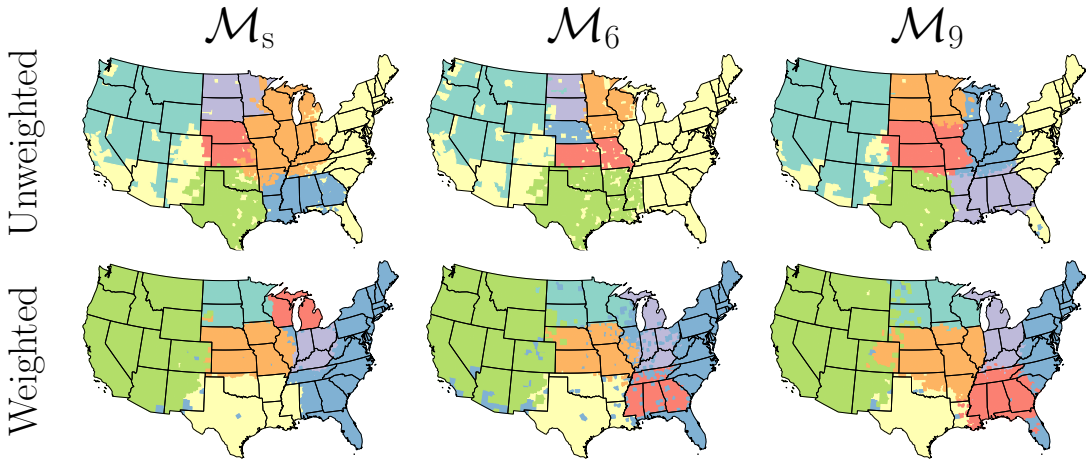 𝓜ₛ 𝓜₆ 𝓜₉
Unweighted
Weighted